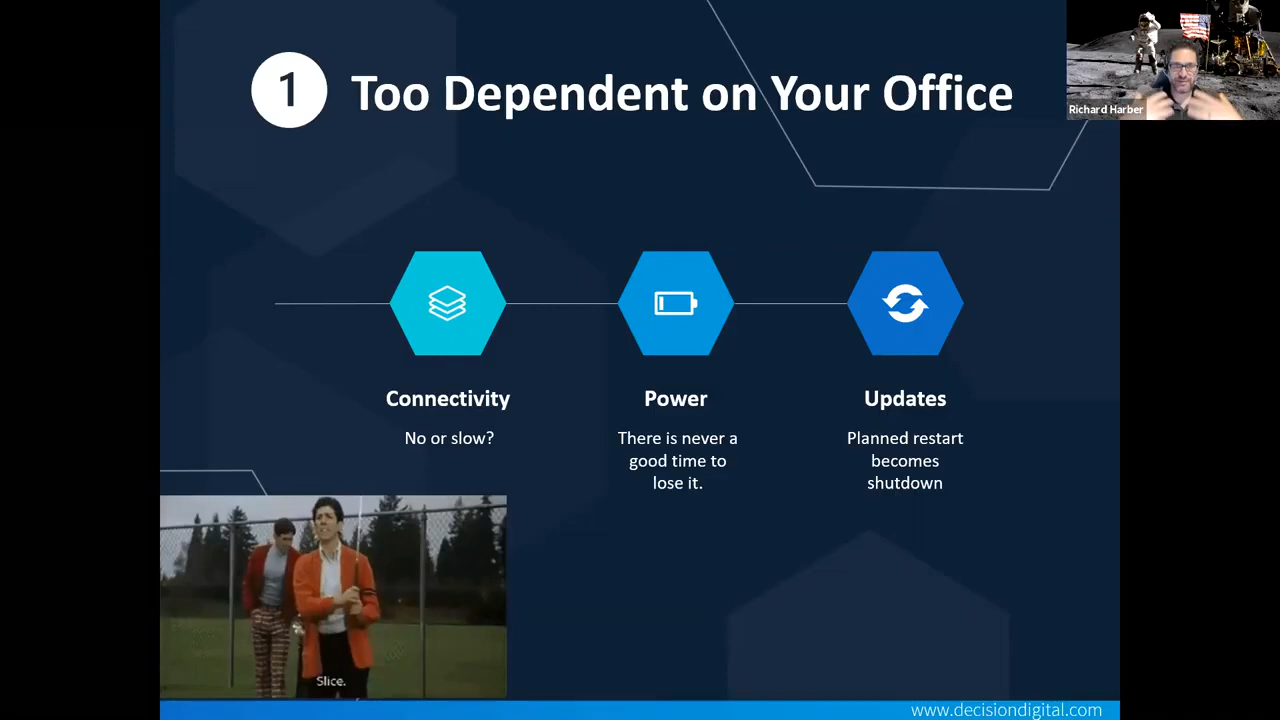 1 Too Dependent on Your Office
Richard Harber
Connectivity
No or slow?
Power
There is never a
good time to
lose it.
Updates
Planned restart
becomes
shutdown
Slice.
www.decisiondigital.com